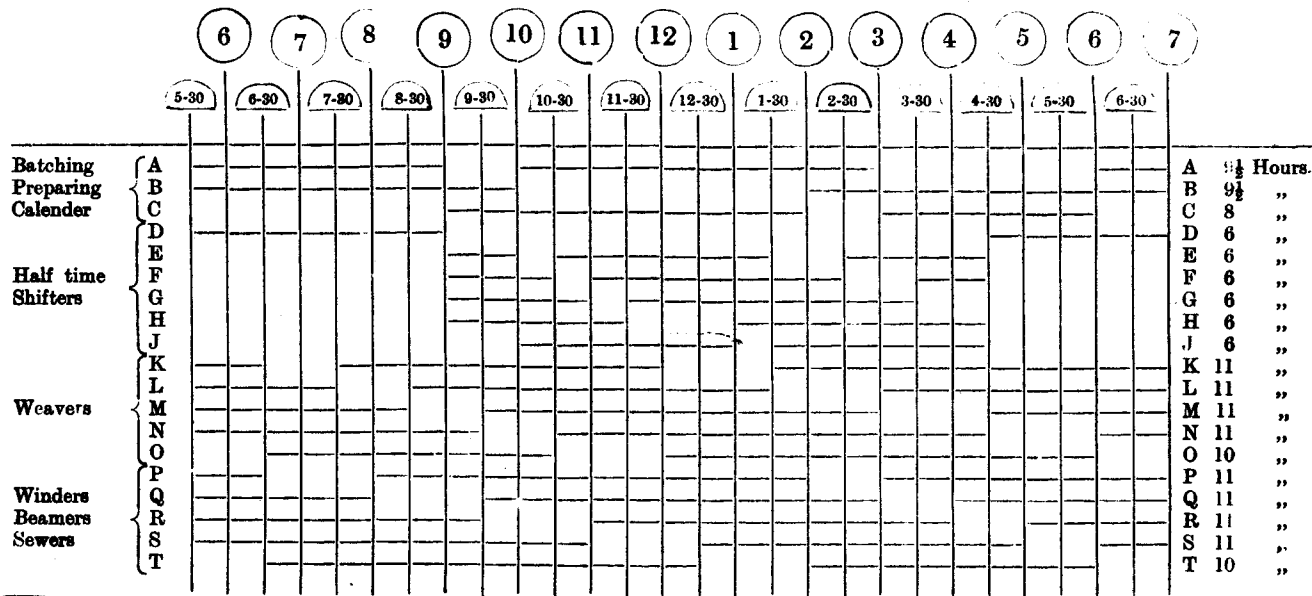 6 7 8 9 10 11 12 1 2 3 4 5 6 7
5-30 6-30 7-30 8-30 9-30 10-30 11-30 12-30 1-30 2-30 3-30 4-30 5-30 6-30
Batching A A 9½ Hours.
Preparing B B 9½ „
Calender C C 8 „
D D 6 „
E E 6 „
Half time F F 6 „
Shifters G G 6 „
H H 6 „
J J 6 „
K K 11 „
L L 11 „
Weavers M M 11 „
N N 11 „
O O 10 „
P P 11 „
Winders Q Q 11 „
Beamers R R 11 „
Sewers S S 11 „
T T 10 „